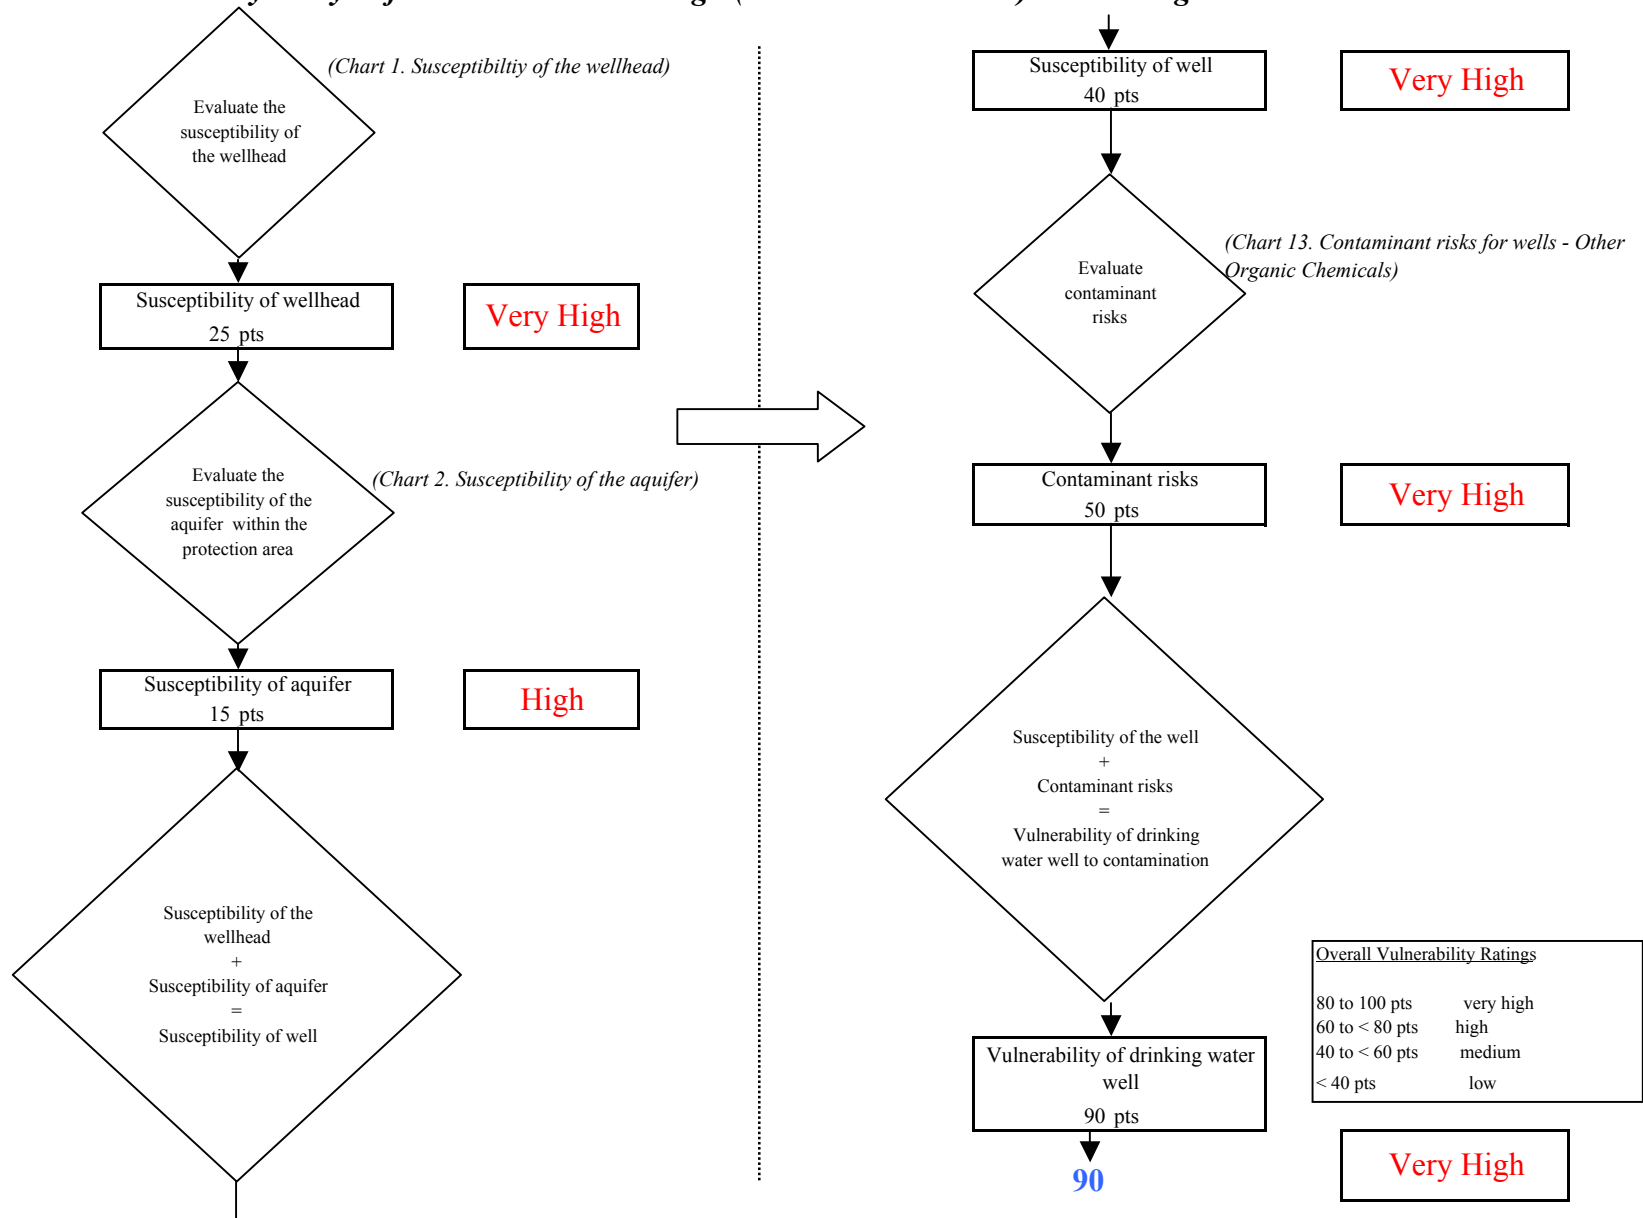 (Chart 1. Susceptibiltiy of the wellhead)
Evaluate the
susceptibility of
the wellhead
Susceptibility of wellhead
25 pts
Very High
Evaluate the
susceptibility of the
aquifer within the
protection area
(Chart 2. Susceptibility of the aquifer)
Susceptibility of aquifer
15 pts
High
Susceptibility of the
wellhead
+
Susceptibility of aquifer
=
Susceptibility of well
Susceptibility of well
40 pts
Very High
(Chart 13. Contaminant risks for wells - Other
Organic Chemicals)
Evaluate
contaminant
risks
Contaminant risks
50 pts
Very High
Susceptibility of the well
+
Contaminant risks
=
Vulnerability of drinking
water well to contamination
Overall Vulnerability Ratings
80 to 100 pts very high
60 to < 80 pts high
40 to < 60 pts medium
< 40 pts low
Vulnerability of drinking water
well
90 pts
90
Very High